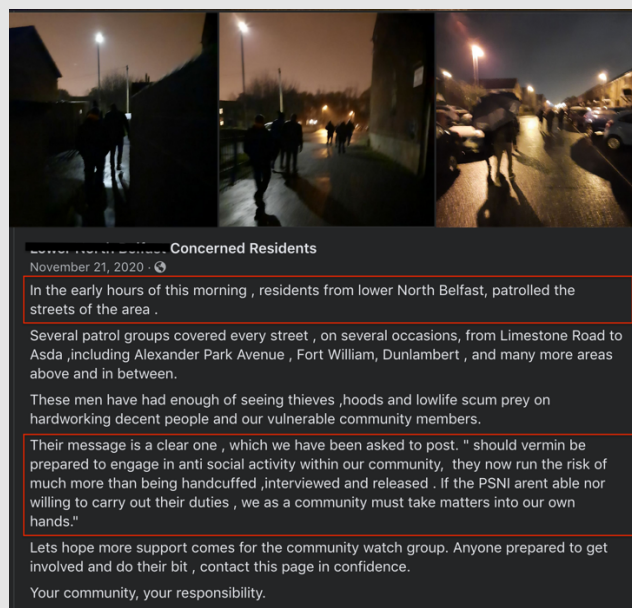 Concerned Residents
November 21, 2020 ·
In the early hours of this morning , residents from lower North Belfast, patrolled the
streets of the area .
Several patrol groups covered every street , on several occasions, from Limestone Road to
Asda ,including Alexander Park Avenue , Fort William, Dunlambert , and many more areas
above and in between.
These men have had enough of seeing thieves ,hoods and lowlife scum prey on
hardworking decent people and our vulnerable community members.
Their message is a clear one , which we have been asked to post. " should vermin be
prepared to engage in anti social activity within our community,  they now run the risk of
much more than being handcuffed ,interviewed and released . If the PSNI arent able nor
willing to carry out their duties , we as a community must take matters into our own
hands."
Lets hope more support comes for the community watch group. Anyone prepared to get
involved and do their bit , contact this page in confidence.
Your community, your responsibility.